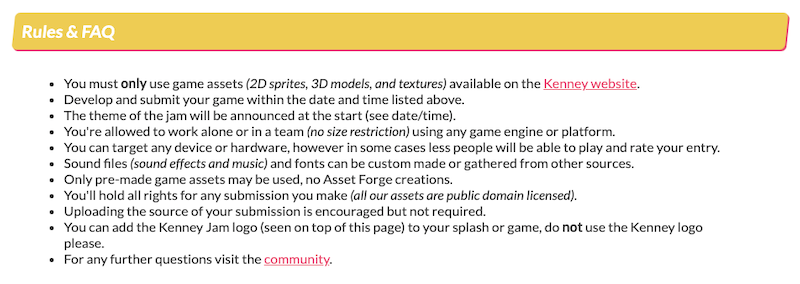 Rules & FAQ
You must only use game assets (2D sprites, 3D models, and textures) available on the Kenney website.
Develop and submit your game within the date and time listed above.
The theme of the jam will be announced at the start (see date/time).
You're allowed to work alone or in a team (no size restriction) using any game engine or platform.
You can target any device or hardware, however in some cases less people will be able to play and rate your entry.
Sound files (sound effects and music) and fonts can be custom made or gathered from other sources.
Only pre-made game assets may be used, no Asset Forge creations.
You'll hold all rights for any submission you make (all our assets are public domain licensed).
Uploading the source of your submission is encouraged but not required.
You can add the Kenney Jam logo (seen on top of this page) to your splash or game, do not use the Kenney logo
please.
For any further questions visit the community.